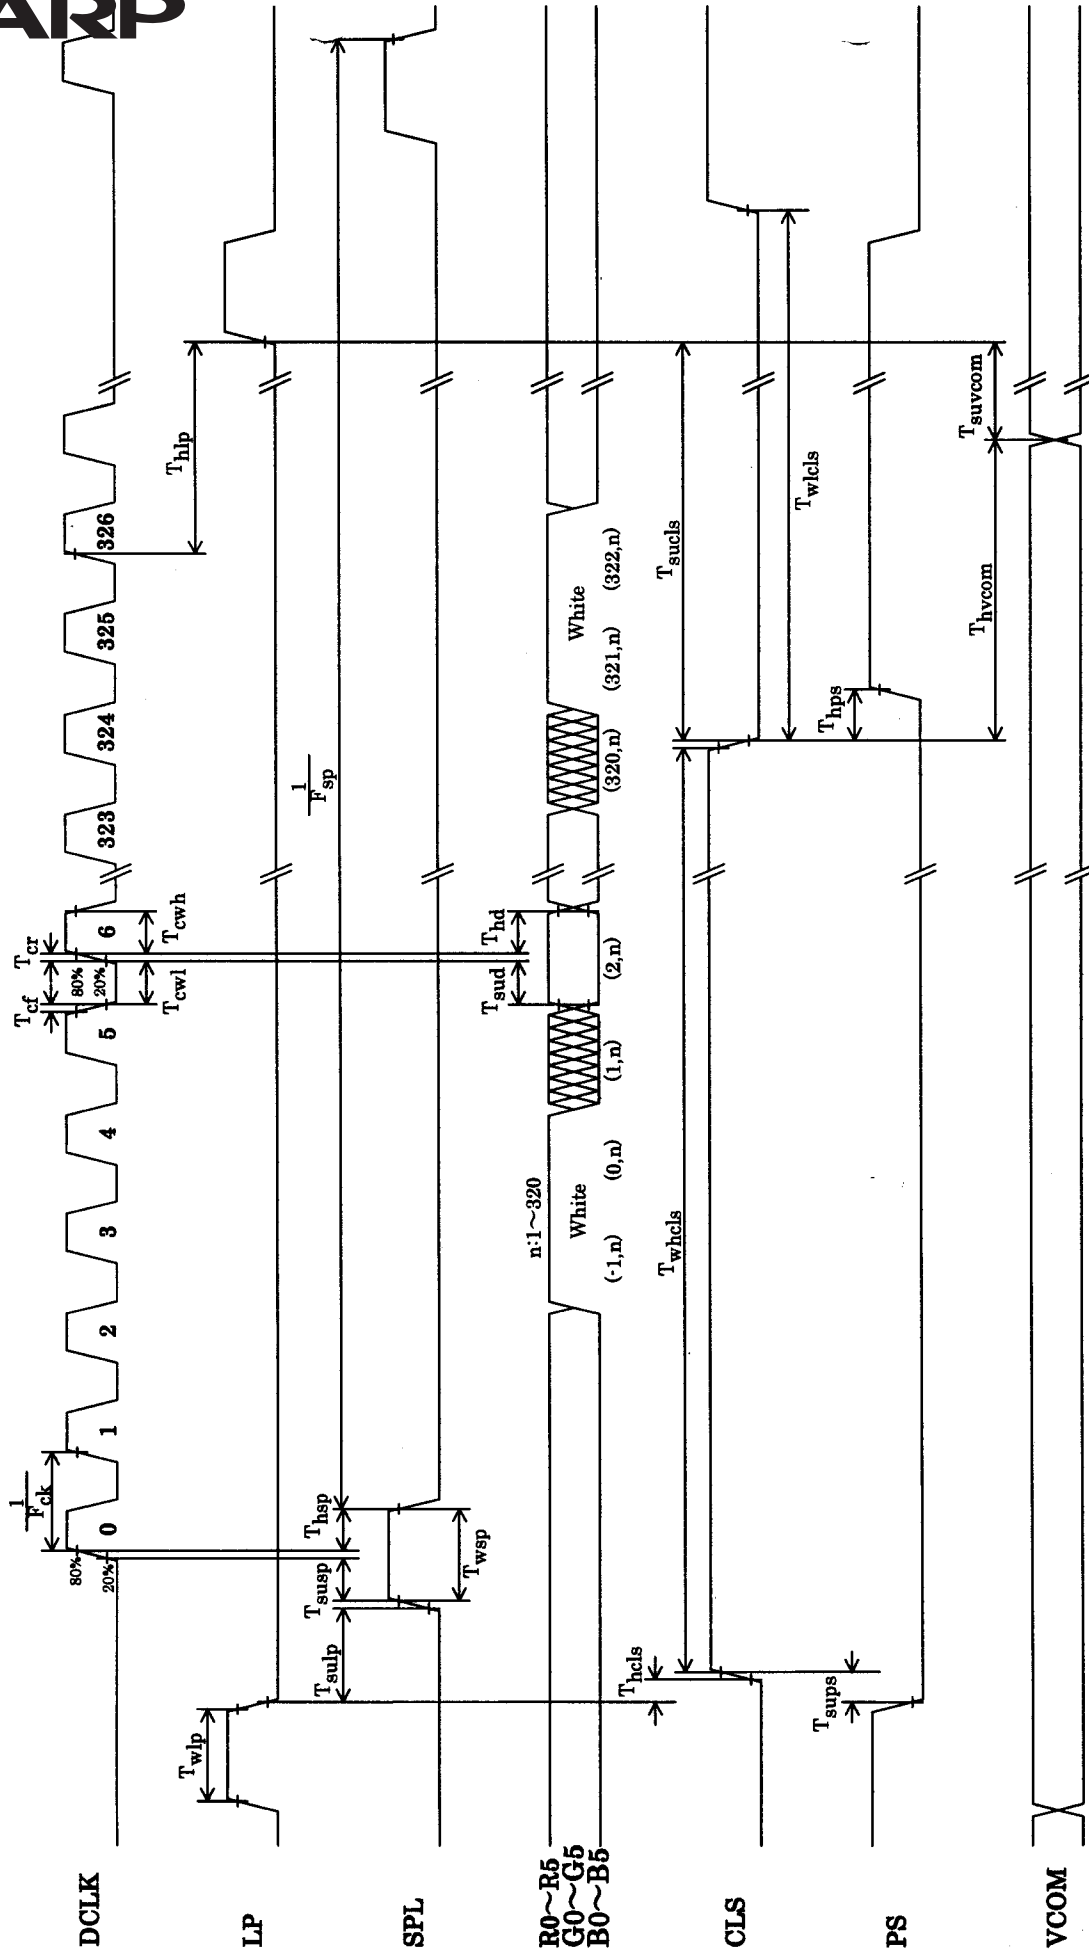 ARP
DCLK
80%
20%
1
Fck
0
1
2
3
4
5
6
Tcf
Tcr
80%
20%
Tcwl
Tcwh
323
324
325
326
LP
Twlp
Thlp
SPL
Tsulp
Tsusp
Thsp
Twsp
1
Fsp
R0～R5
G0～G5
B0～B5
n:1～320
White
(-1,n)
(0,n)
(1,n)
(2,n)
Tsud
Thd
(320,n)
White
(321,n)
(322,n)
CLS
Thcls
Twhcls
Tsucls
Twlcls
PS
Tsups
Thps
VCOM
Thvcom
Tsuvcom